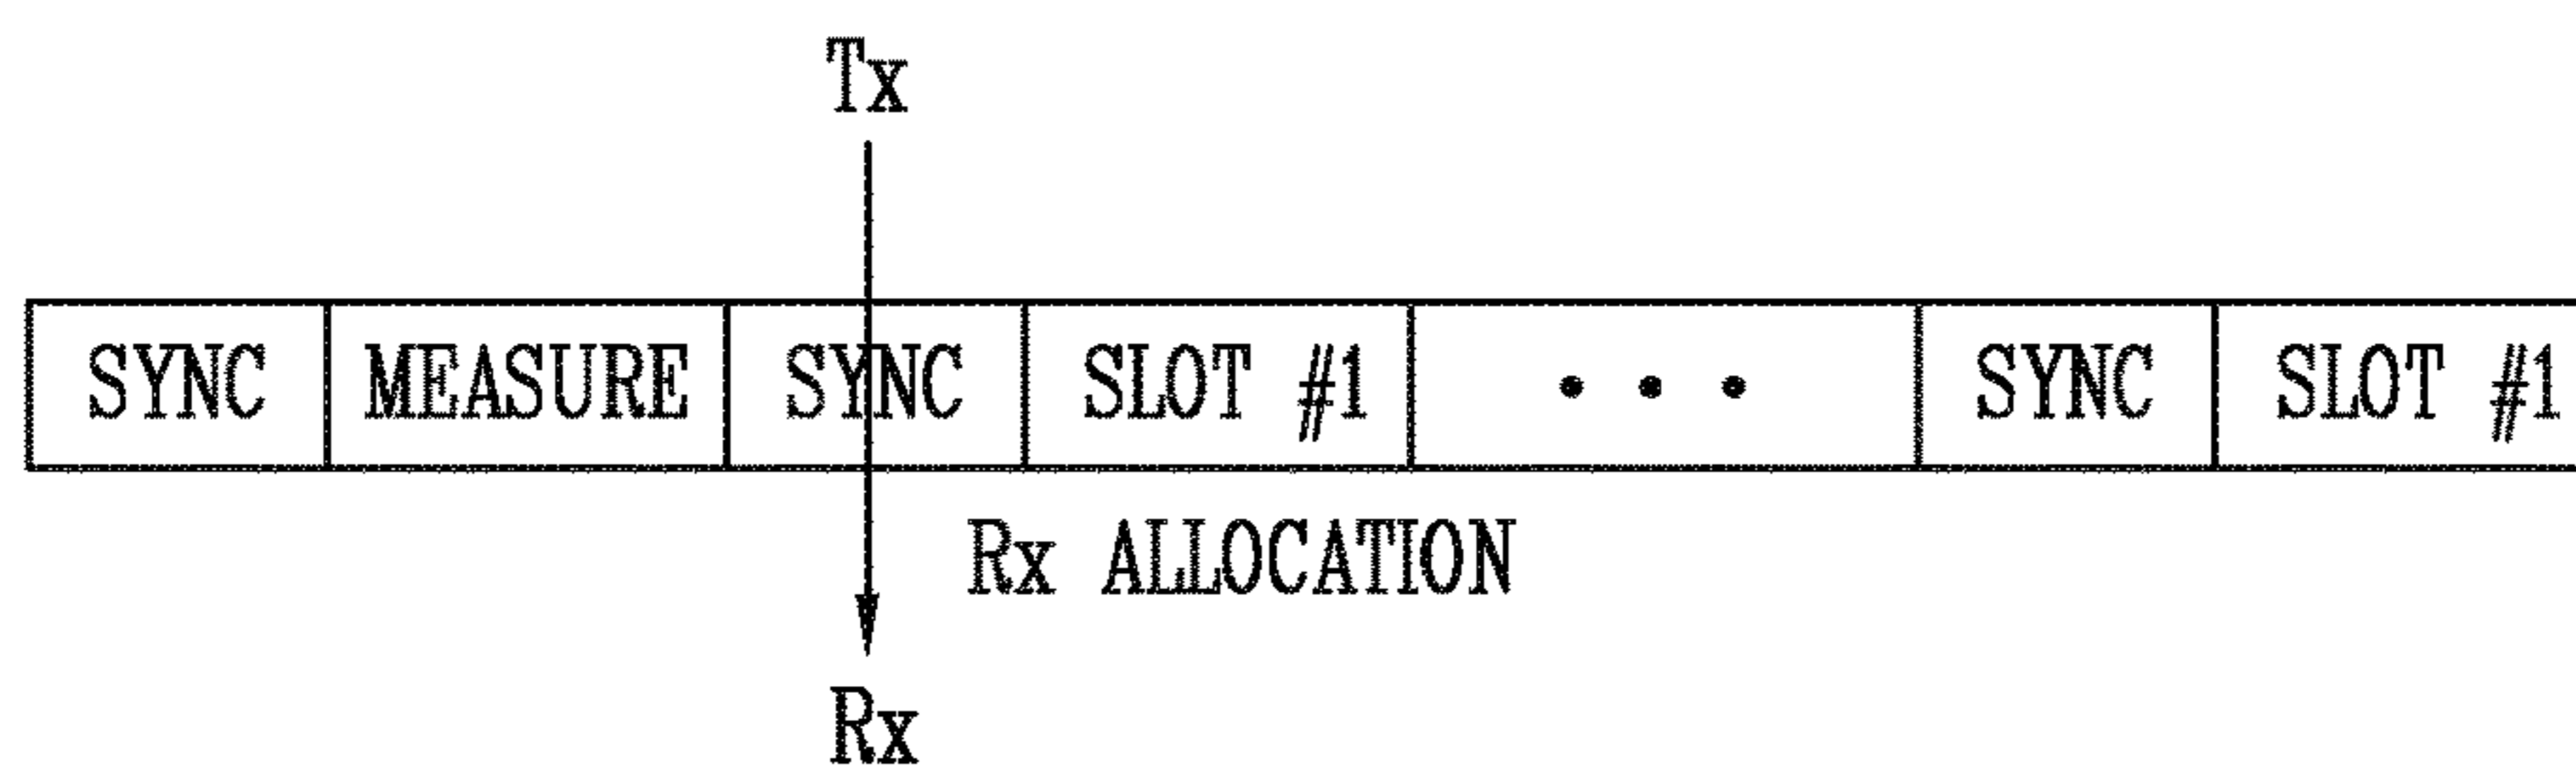 Tx
SYNC MEASURE SYNC SLOT #1 • • • SYNC SLOT #1
Rx ALLOCATION
Rx